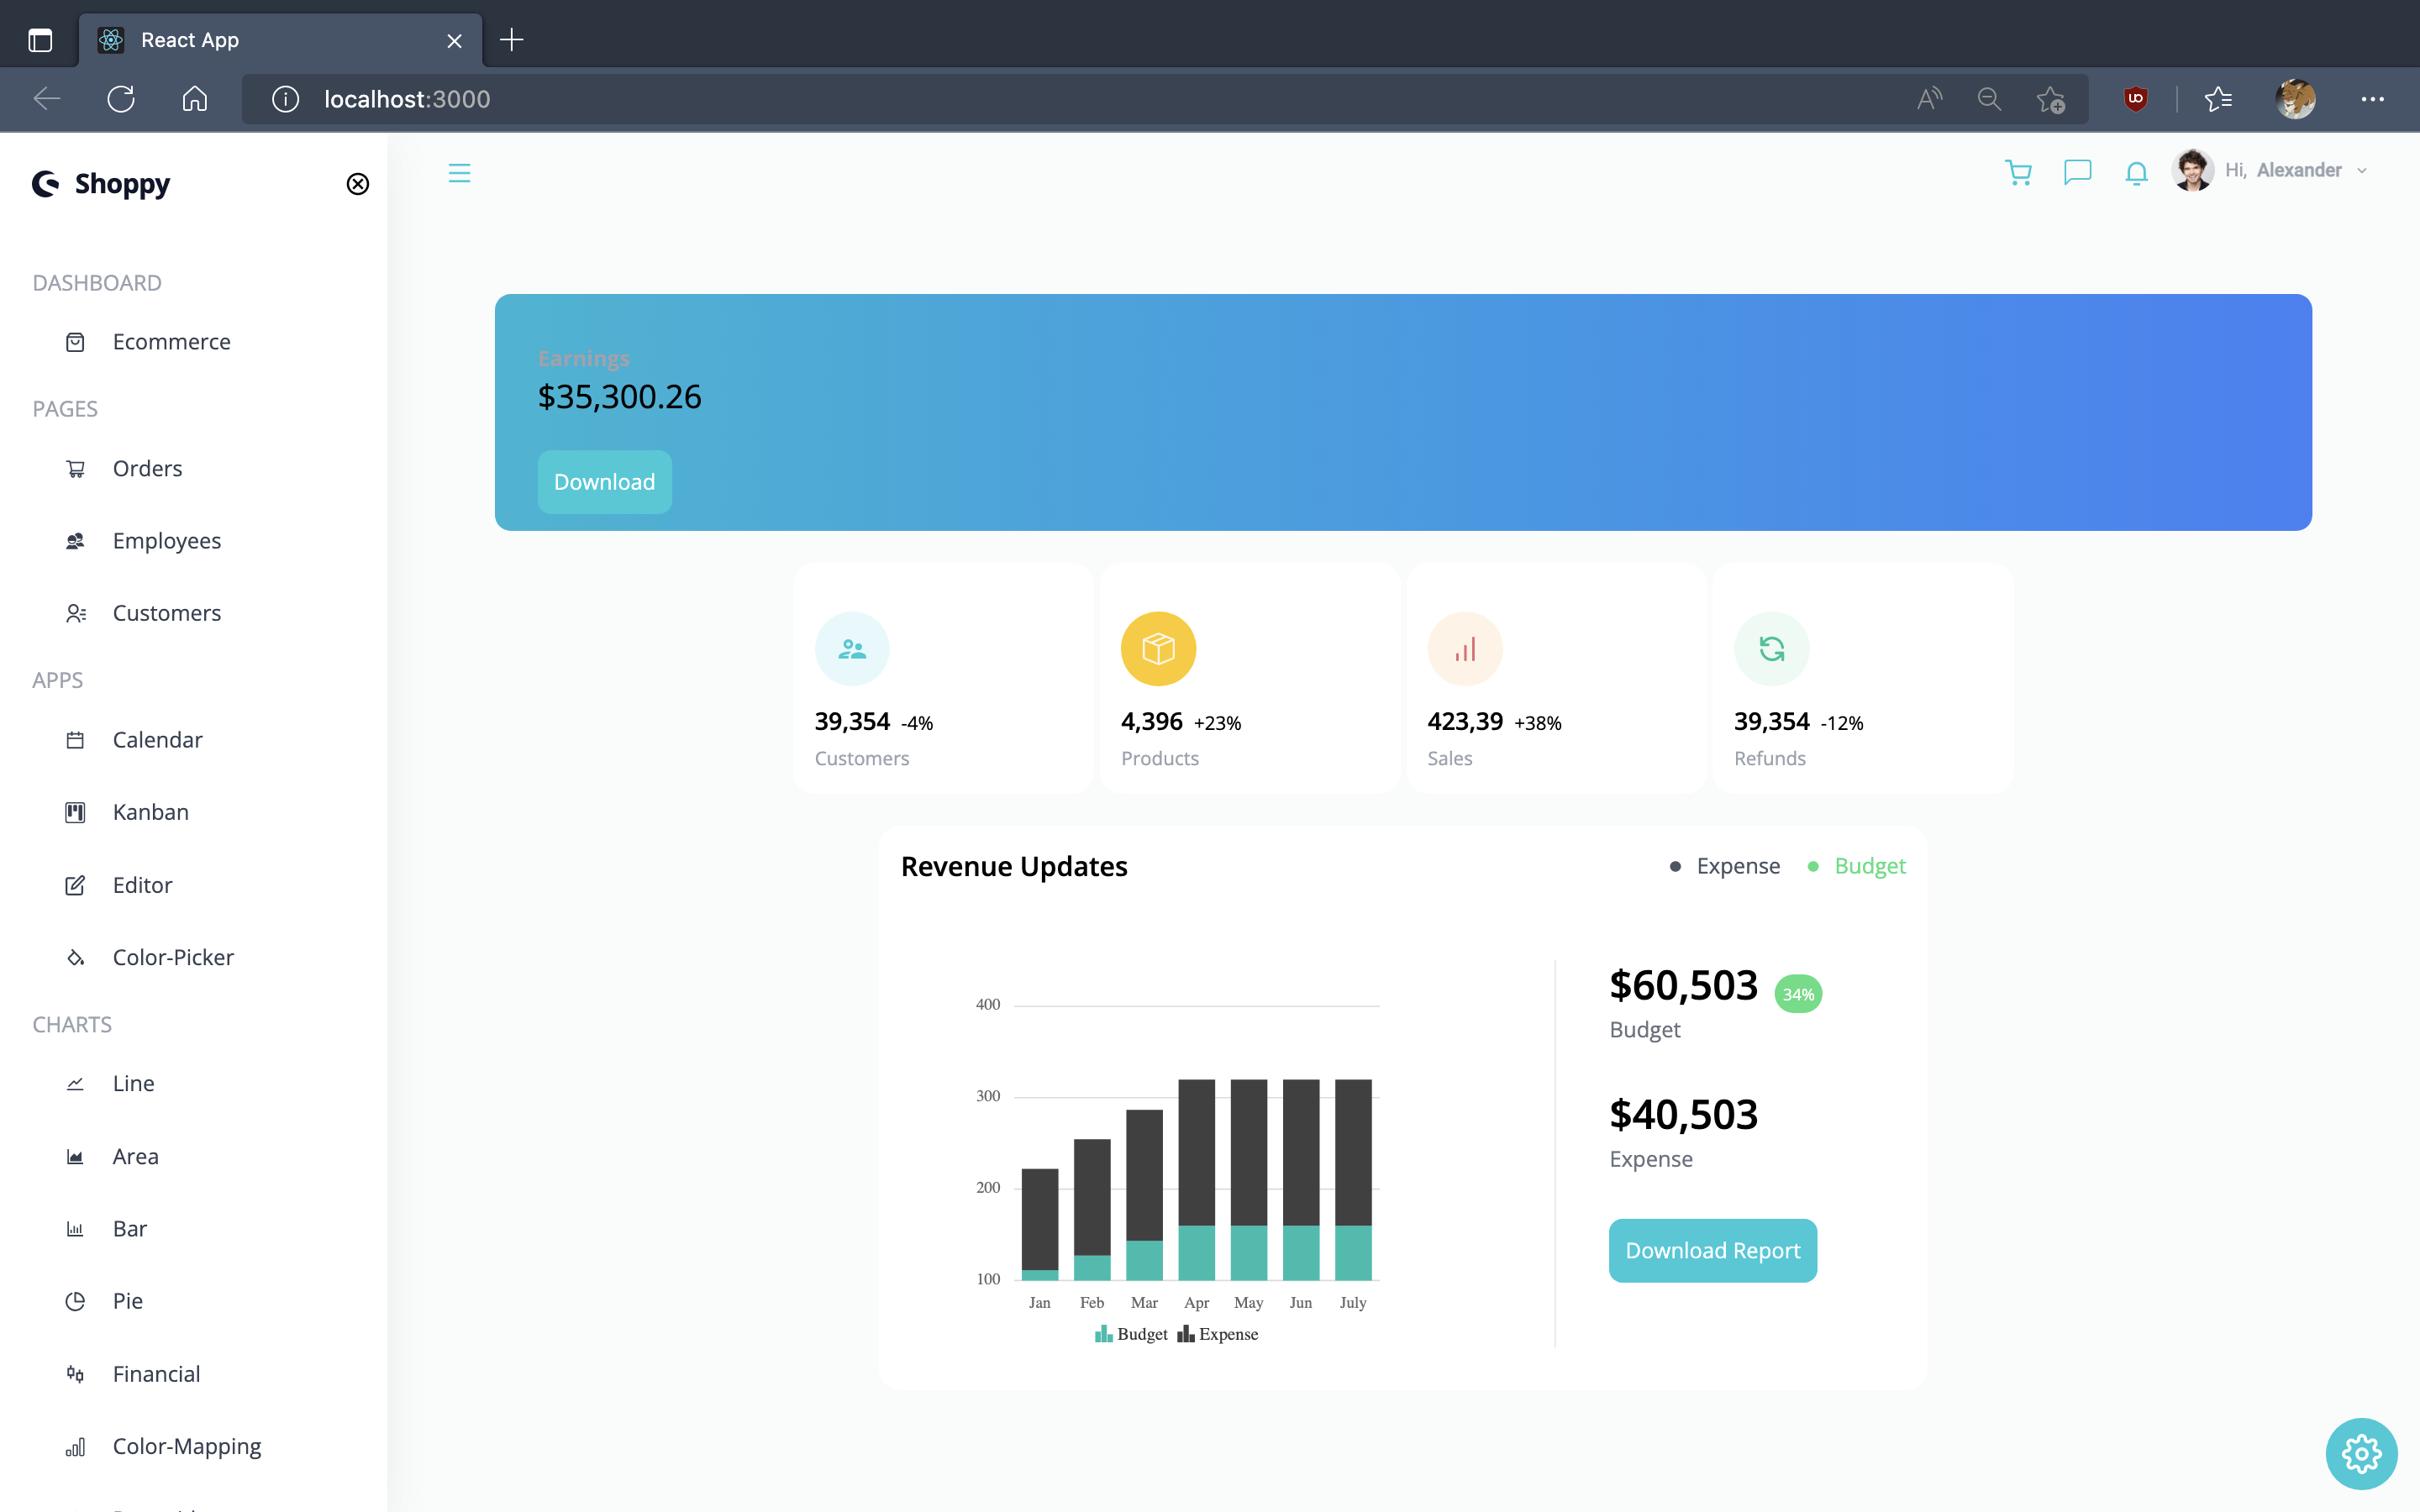 React App
localhost:3000
Shoppy
Hi, Alexander
DASHBOARD
Ecommerce
PAGES
Orders
Employees
Customers
APPS
Calendar
Kanban
Editor
Color-Picker
CHARTS
Line
Area
Bar
Pie
Financial
Color-Mapping
Earnings
$35,300.26
Download
39,354 -4%
Customers
4,396 +23%
Products
423,39 +38%
Sales
39,354 -12%
Refunds
Revenue Updates
Expense
Budget
400
300
200
100
Jan Feb Mar Apr May Jun July
Budget Expense
$60,503 34%
Budget
$40,503
Expense
Download Report